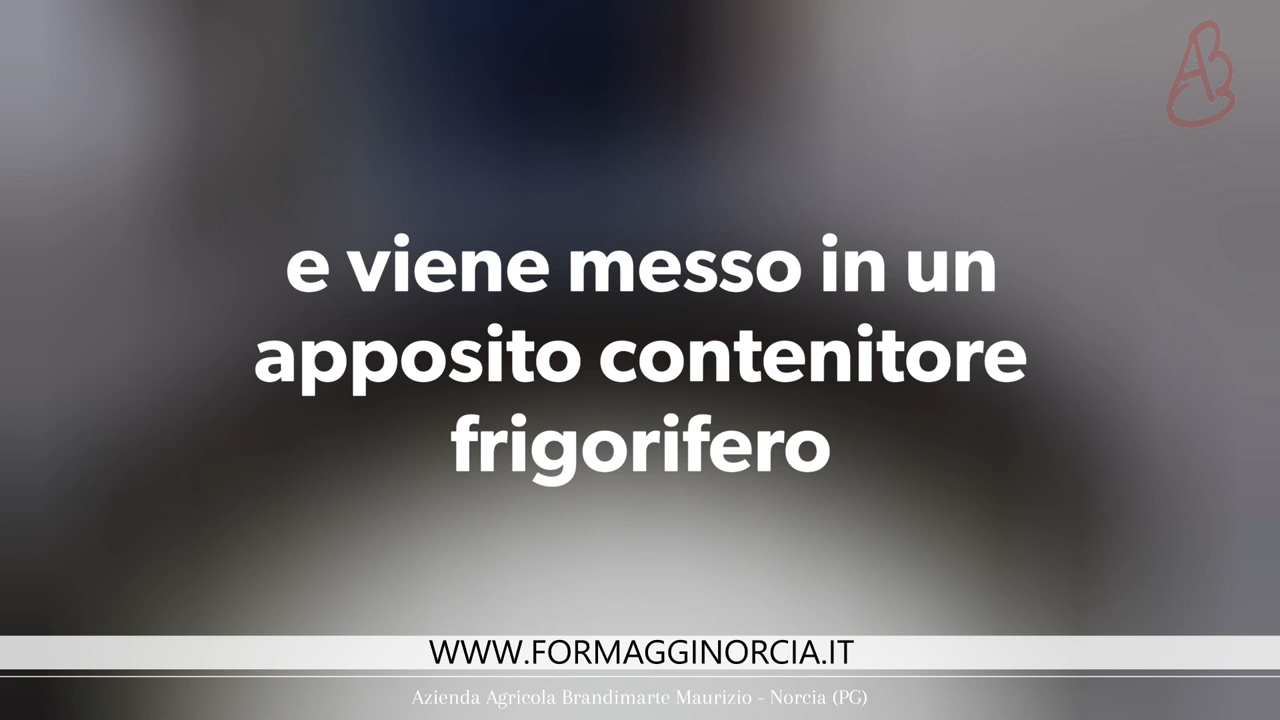 e viene messo in un
apposito contenitore
frigorifero
WWW.FORMAGGINORCIA.IT
Azienda Agricola Brandimarte Maurizio - Norcia (PG)